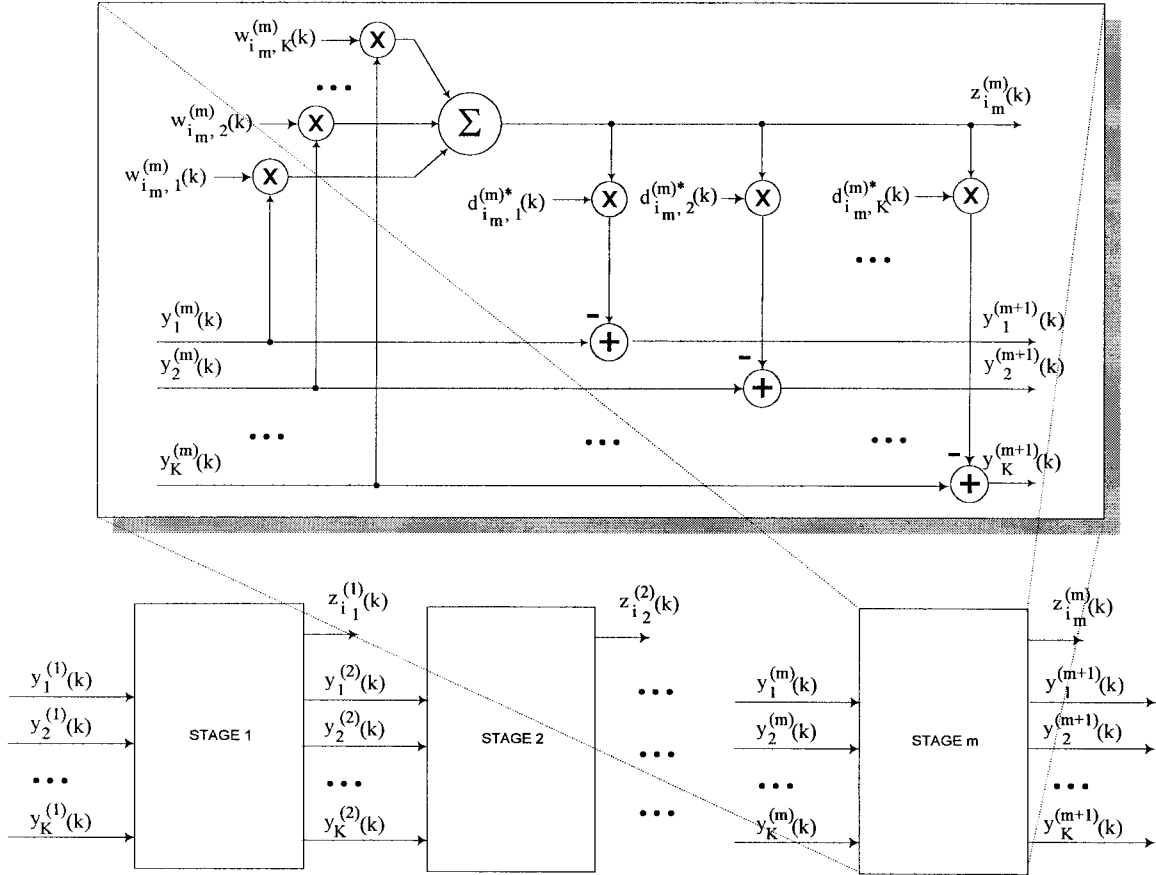 w_{i_m, K}^{(m)}(k) X
• • •
w_{i_m, 2}^{(m)}(k) X Σ z_{i_m}^{(m)}(k)
w_{i_m, 1}^{(m)}(k) X
d_{i_m, 1}^{(m)*}(k) X d_{i_m, 2}^{(m)*}(k) X d_{i_m, K}^{(m)*}(k) X
• • •
y_1^{(m)}(k) − + y_1^{(m+1)}(k)
y_2^{(m)}(k) − + y_2^{(m+1)}(k)
• • • • • • • • •
y_K^{(m)}(k) − + y_K^{(m+1)}(k)
z_{i_1}^{(1)}(k) z_{i_2}^{(2)}(k) z_{i_m}^{(m)}(k)
y_1^{(1)}(k) y_1^{(2)}(k) • • • y_1^{(m)}(k) y_1^{(m+1)}(k)
y_2^{(1)}(k) STAGE 1 y_2^{(2)}(k) STAGE 2 • • • y_2^{(m)}(k) STAGE m y_2^{(m+1)}(k)
• • • • • • • • • • • •
y_K^{(1)}(k) y_K^{(2)}(k) • • • y_K^{(m)}(k) y_K^{(m+1)}(k)